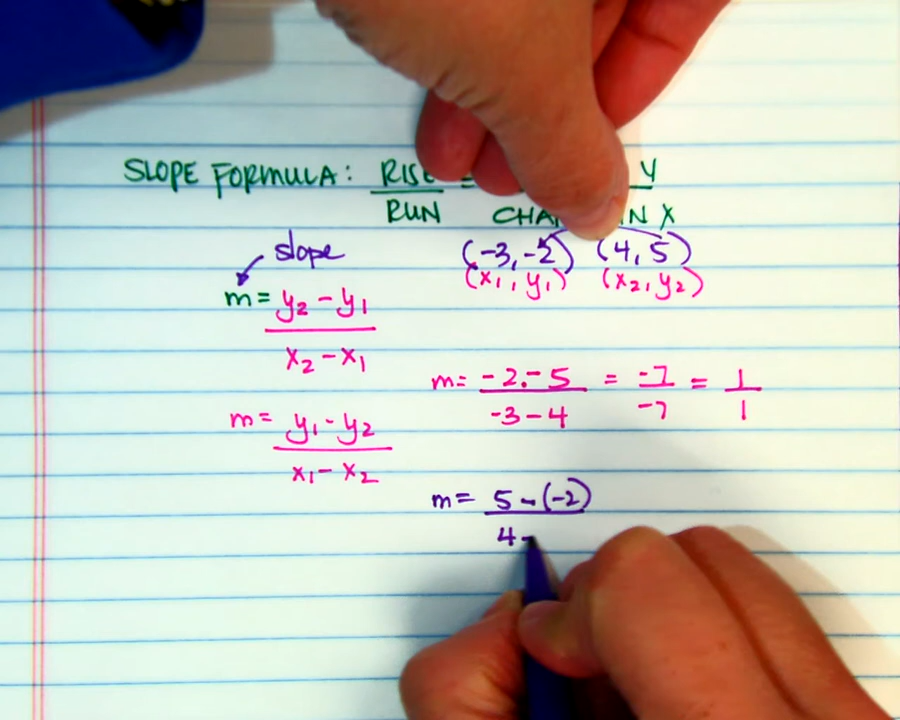 SLOPE FORMULA: RISE = Y
RUN IN X
slope (-3,-2) (4,5)
(x₁, y₁) (x₂, y₂)
m = y₂ - y₁
x₂ - x₁
m = -2 - 5 = -7 = 1
-3 - 4 -7 1
m = y₁ - y₂
x₁ - x₂
m = 5 - (-2)
4 -